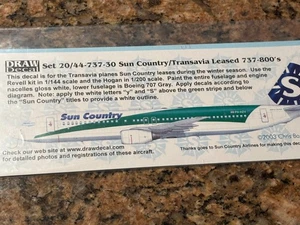 DRAW Decal Set 20/44-737-30 Sun Country/Transavia Leased 737-800's
This decal is for the Transavia planes Sun Country leases during the winter season. Use the
Revell kit in 1/144 scale and the Hogan in 1/200 scale. Paint the entire fuselage and engine
nacelles gloss white, lower fuselage is Boeing 707 Gray. Apply decals according to
diagram. Note: apply the white letters "y" and "S" above the green stripe and below
the "Sun Country" titles to provide a white outline.
S
Sun Country
©2003 Chris
Check our web site at www.drawdecal.com
for detailed photos and registrations of these aircraft.
Thanks goes to Sun Country Airlines for making this